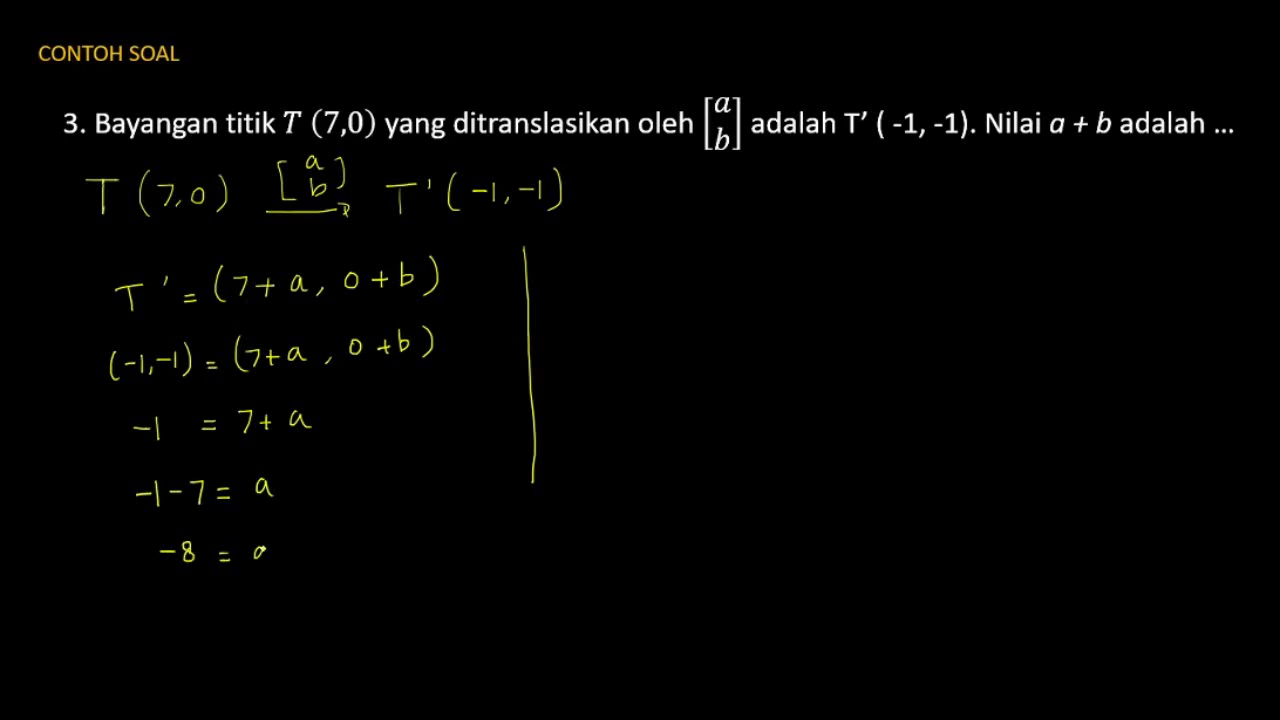 CONTOH SOAL
3. Bayangan titik T (7,0) yang ditranslasikan oleh [a b] adalah T’ ( -1, -1). Nilai a + b adalah ...
T (7,0) [a b] → T' (-1,-1)
T' = (7+ a, 0 + b)
(-1,-1) = (7+a , 0 +b)
-1 = 7+ a
-1-7 = a
-8 = a